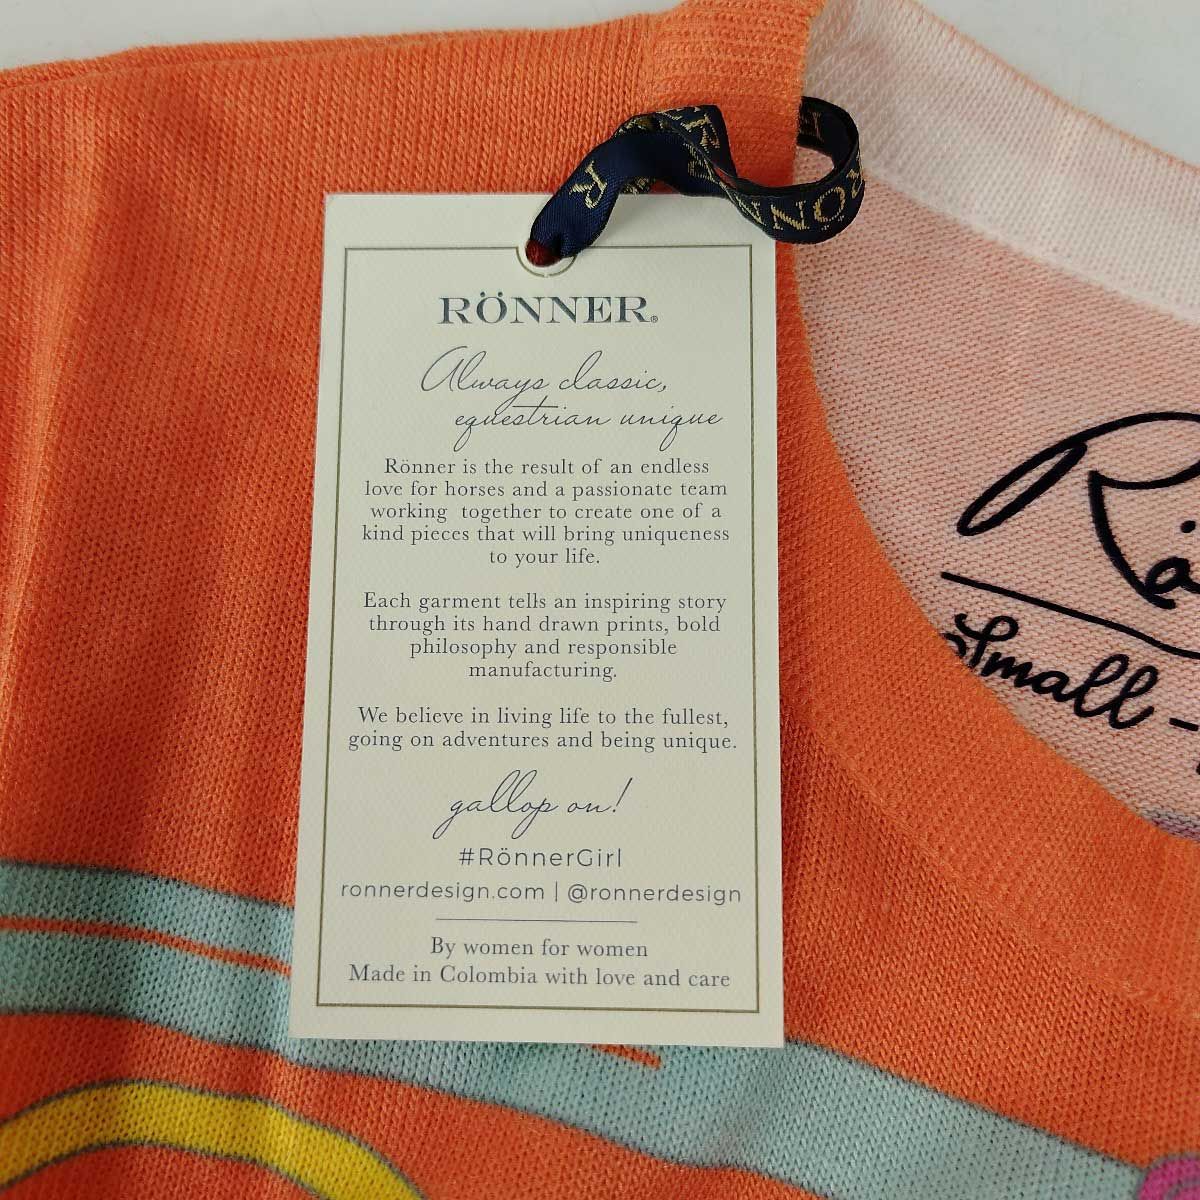 RÖNNER
RÖNNER®
Always classic,
equestrian unique
Rönner is the result of an endless
love for horses and a passionate team
working together to create one of a
kind pieces that will bring uniqueness
to your life.
Each garment tells an inspiring story
through its hand drawn prints, bold
philosophy and responsible
manufacturing.
We believe in living life to the fullest,
going on adventures and being unique.
gallop on!
#RönnerGirl
ronnerdesign.com | @ronnerdesign
By women for women
Made in Colombia with love and care
Small -